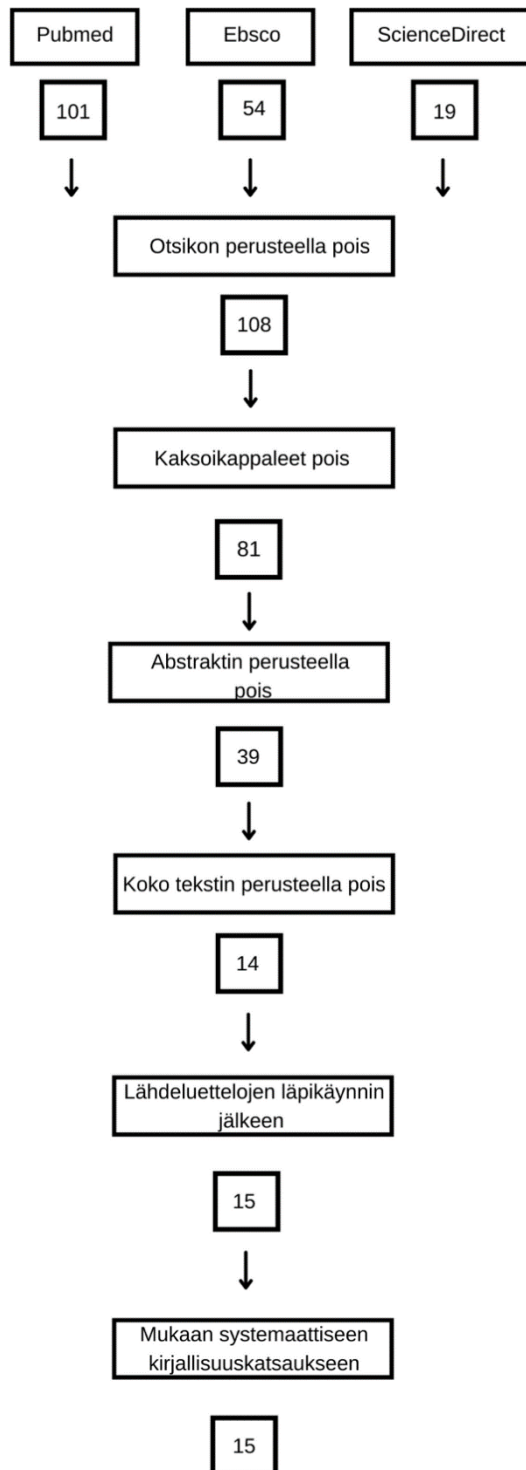 Pubmed
Ebsco
ScienceDirect
101
54
19
Otsikon perusteella pois
108
Kaksoikappaleet pois
81
Abstraktin perusteella
pois
39
Koko tekstin perusteella pois
14
Lähdeluettelojen läpikäynnin
jälkeen
15
Mukaan systemaattiseen
kirjallisuuskatsaukseen
15